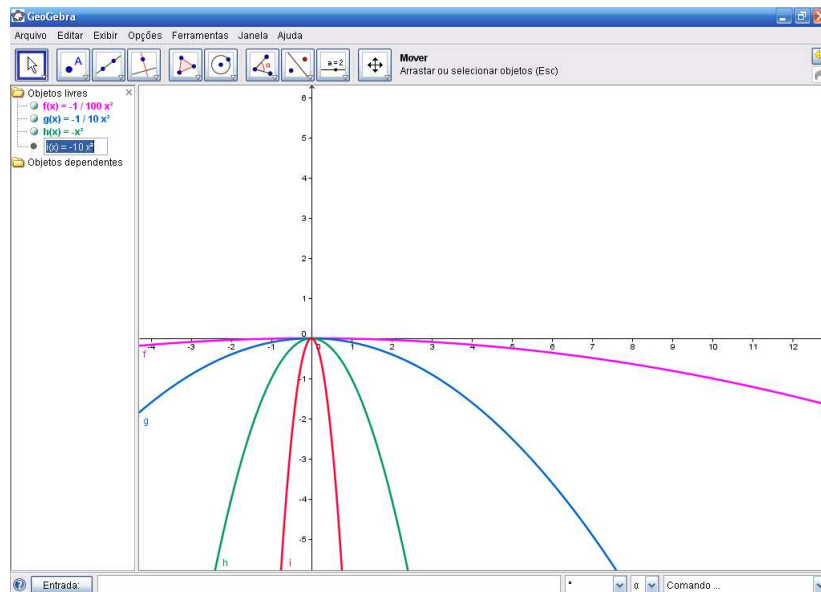 GeoGebra
Arquivo Editar Exibir Opções Ferramentas Janela Ajuda
A
α
a=2
Mover
Arrastar ou selecionar objetos (Esc)
Objetos livres
f(x) = -1 / 100 x²
g(x) = -1 / 10 x²
h(x) = -x²
i(x) = -10 x²
Objetos dependentes
6
5
4
3
2
1
0
-4 -3 -2 -1 0 1 2 3 4 5 6 7 8 9 10 11 12
-1
-2
-3
-4
-5
f
g
h
i
Entrada:
α
Comando ...